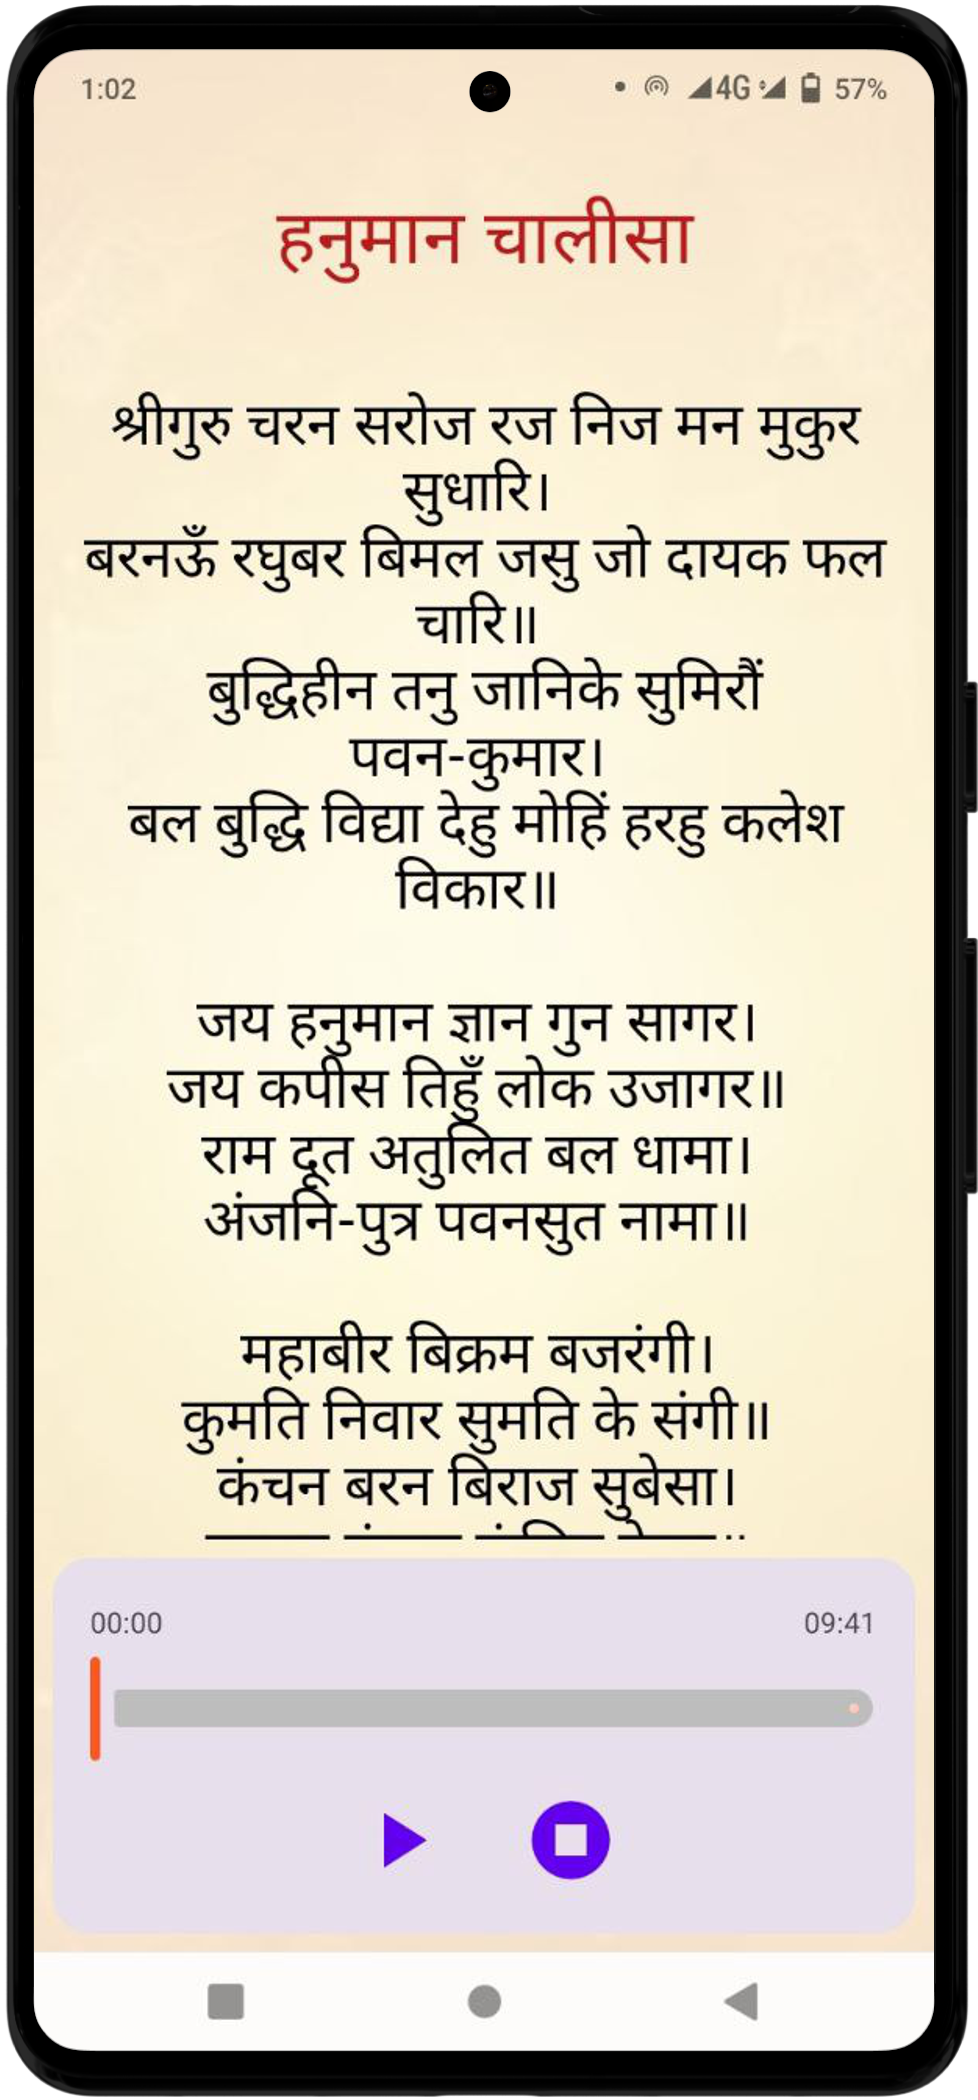 1:02 4G 57%
हनुमान चालीसा
श्रीगुरु चरन सरोज रज निज मन मुकुर
सुधारि।
बरनऊँ रघुबर बिमल जसु जो दायक फल
चारि॥
बुद्धिहीन तनु जानिके सुमिरौं
पवन-कुमार।
बल बुद्धि विद्या देहु मोहिं हरहु कलेश
विकार॥
जय हनुमान ज्ञान गुन सागर।
जय कपीस तिहुँ लोक उजागर॥
राम दूत अतुलित बल धामा।
अंजनि-पुत्र पवनसुत नामा॥
महाबीर बिक्रम बजरंगी।
कुमति निवार सुमति के संगी॥
कंचन बरन बिराज सुबेसा।
00:00 09:41